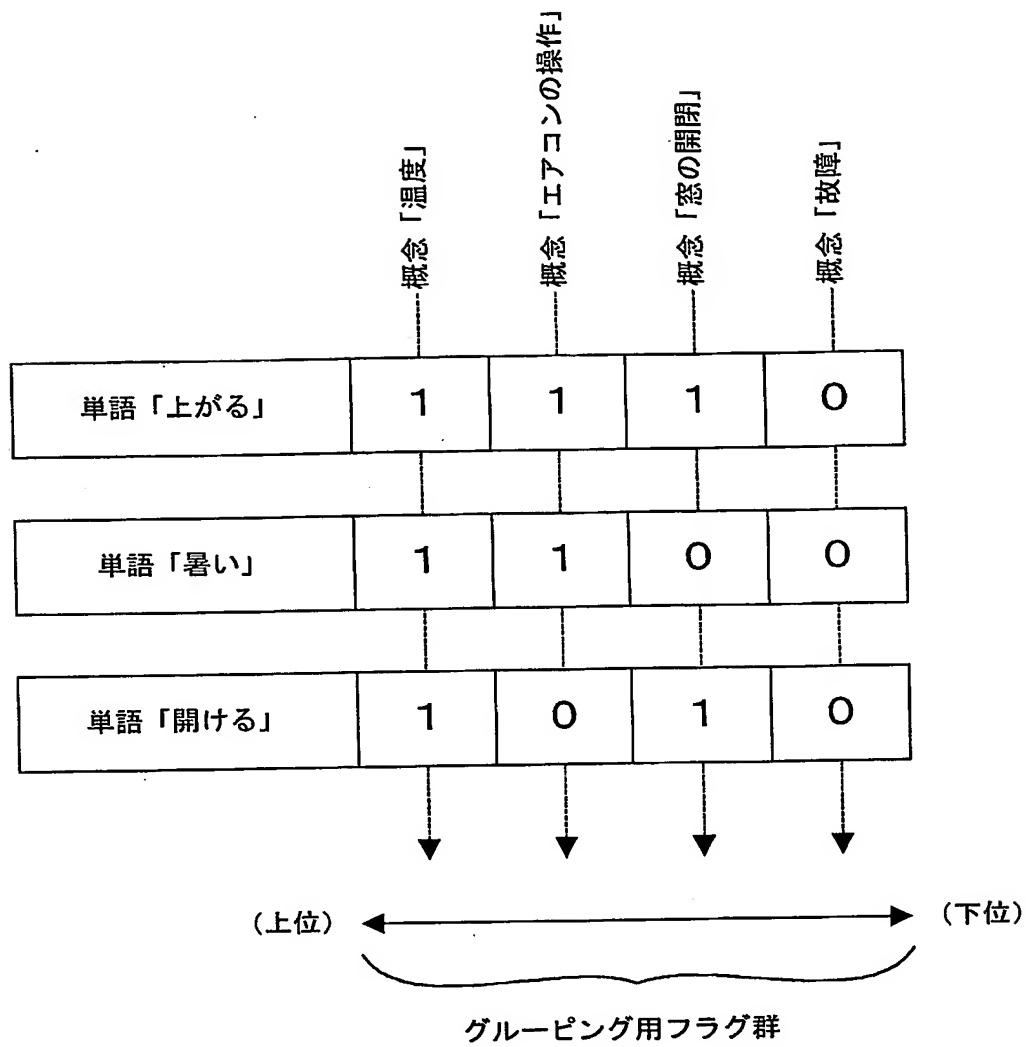 概念「温度」
概念「エアコンの操作」
概念「窓の開閉」
概念「故障」
単語「上がる」 1 1 1 0
単語「暑い」 1 1 0 0
単語「開ける」 1 0 1 0
(上位) (下位)
グルーピング用フラグ群